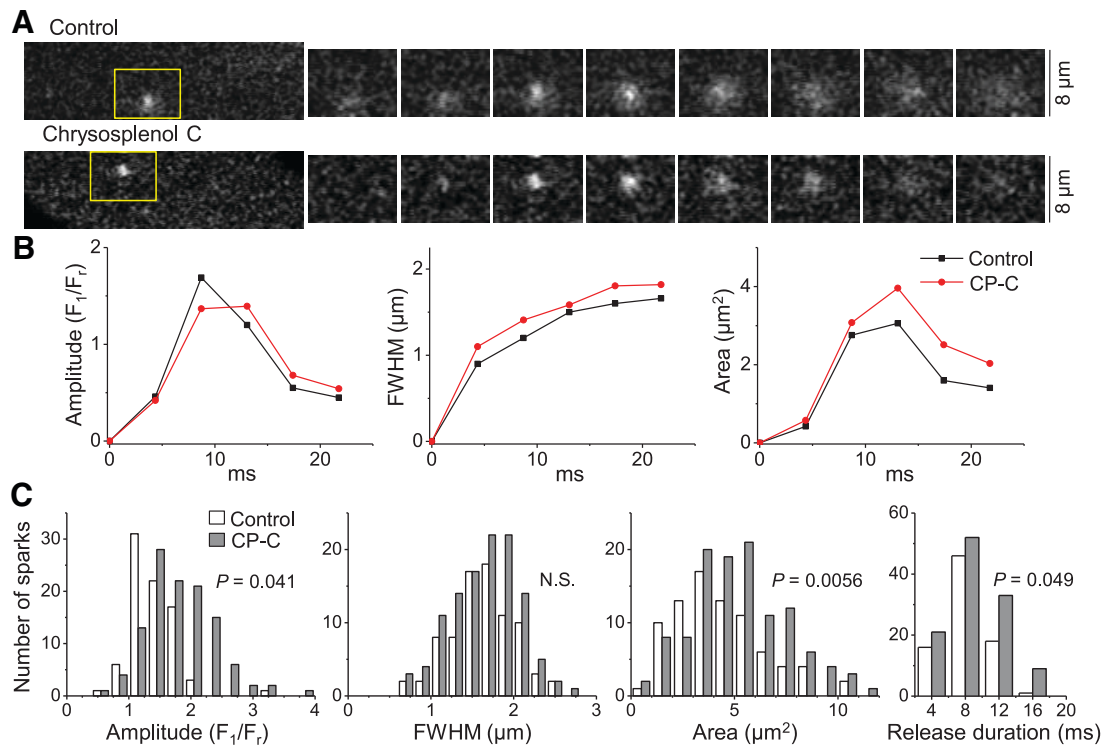 A
Control
8 µm
Chrysosplenol C
8 µm
B
Amplitude (F1/Fr)
2
1
0
0 10 20
ms
FWHM (µm)
2
1
0
0 10 20
ms
Area (µm²)
4
2
0
0 10 20
ms
Control
CP-C
C
Number of sparks
30
20
10
0
Control
CP-C
P = 0.041
0 1 2 3 4
Amplitude (F1/Fr)
20
10
0
N.S.
0 1 2 3
FWHM (µm)
20
10
0
P = 0.0056
0 5 10
Area (µm²)
60
40
20
0
P = 0.049
4 8 12 16 20
Release duration (ms)